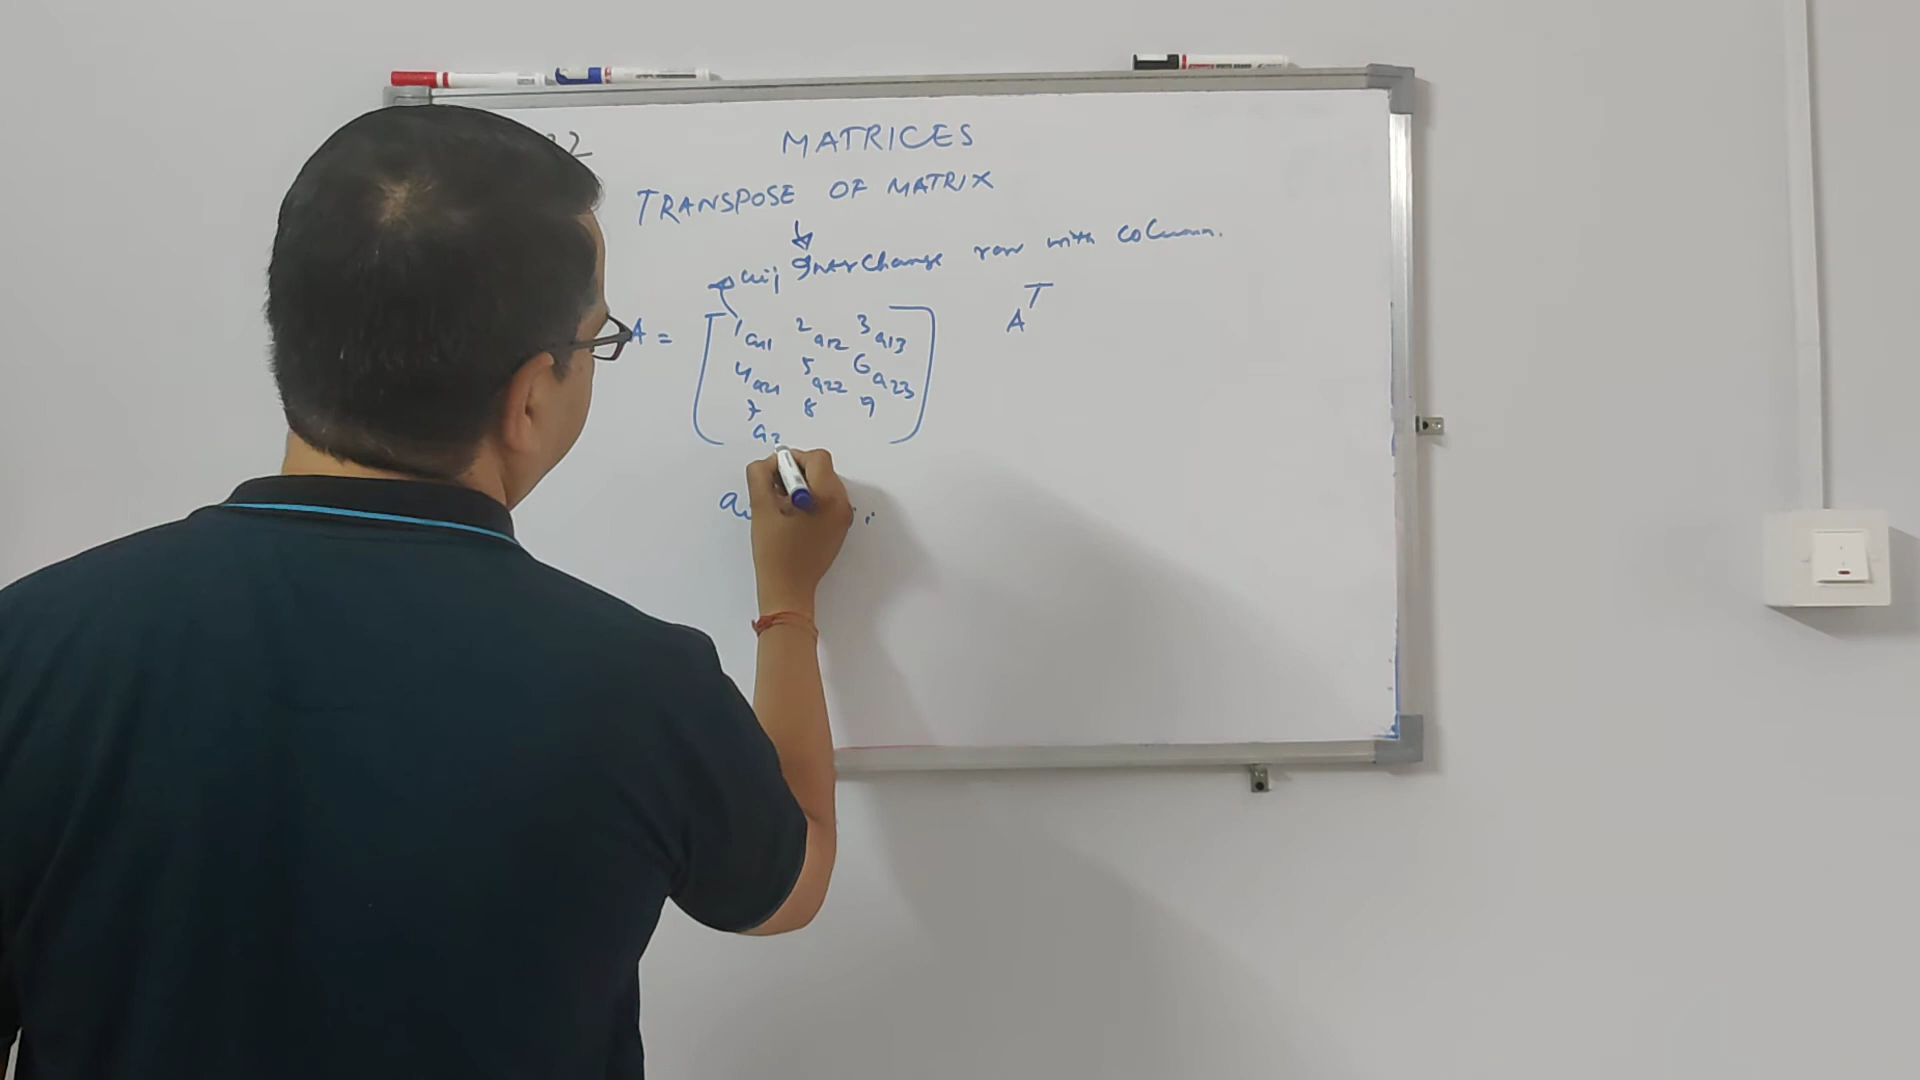 22
MATRICES
TRANSPOSE OF MATRIX
aij Interchange row with column.
A = 1 a11 2 a12 3 a13
4 a21 5 a22 6 a23
7 8 9
a3
A^T